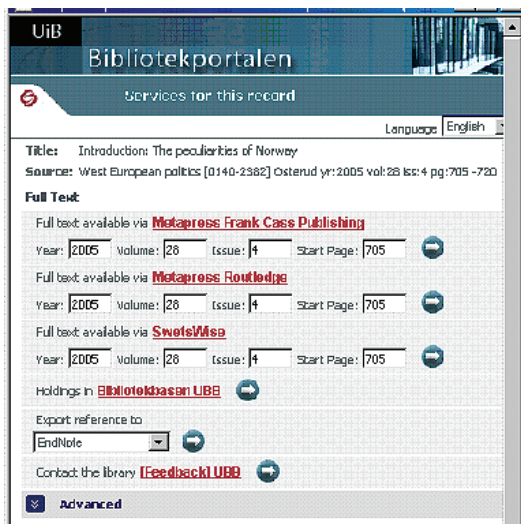 UiB
Bibliotekportalen
Services for this record
Language English
Title: Introduction: The peculiarities of Norway
Source: West European politics [0140-2382] Osterud yr:2005 vol:28 iss:4 pg:705 -720
Full Text
Full text available via Metapress Frank Cass Publishing
Year: 2005 Volume: 28 Issue: 4 Start Page: 705
Full text available via Metapress Routledge
Year: 2005 Volume: 28 Issue: 4 Start Page: 705
Full text available via SwetsWise
Year: 2005 Volume: 28 Issue: 4 Start Page: 705
Holdings in Bibliotekbasen UBB
Export reference to
EndNote
Contact the library [Feedback] UBB
Advanced